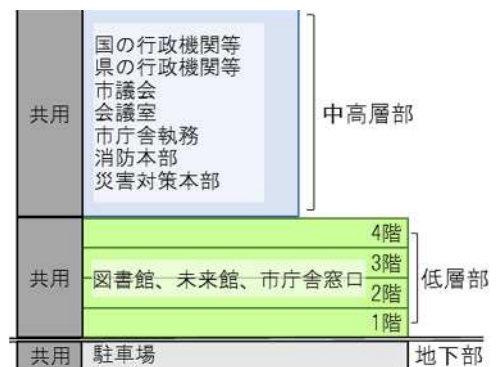 国の行政機関等
県の行政機関等
市議会
会議室
市庁舎執務
消防本部
災害対策本部
共用
中高層部
4階
3階
2階
1階
共用
図書館、未来館、市庁舎窓口
低層部
共用
駐車場
地下部